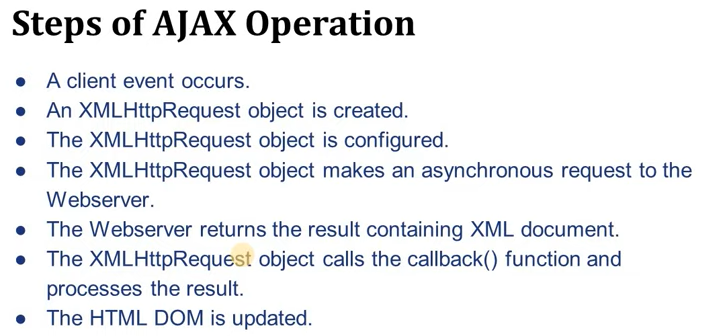 Steps of AJAX Operation
● A client event occurs.
● An XMLHttpRequest object is created.
● The XMLHttpRequest object is configured.
● The XMLHttpRequest object makes an asynchronous request to the
Webserver.
● The Webserver returns the result containing XML document.
● The XMLHttpRequest object calls the callback() function and
processes the result.
● The HTML DOM is updated.